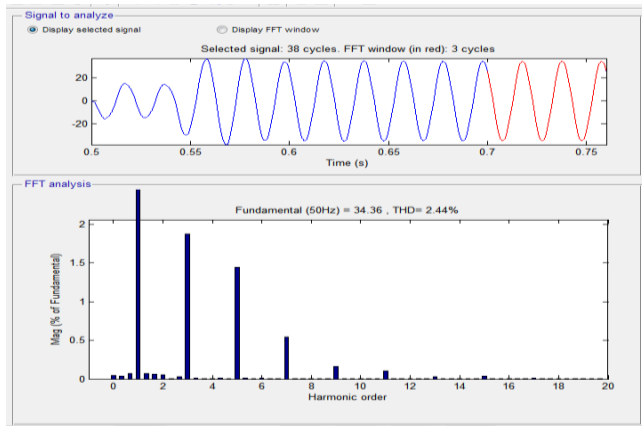 Signal to analyze
Display selected signal
Display FFT window
Selected signal: 38 cycles. FFT window (in red): 3 cycles
20
0
-20
0.5
0.55
0.6
0.65
0.7
0.75
Time (s)
FFT analysis
Fundamental (50Hz) = 34.36 , THD= 2.44%
Mag (% of Fundamental)
2
1.5
1
0.5
0
0
2
4
6
8
10
12
14
16
18
20
Harmonic order